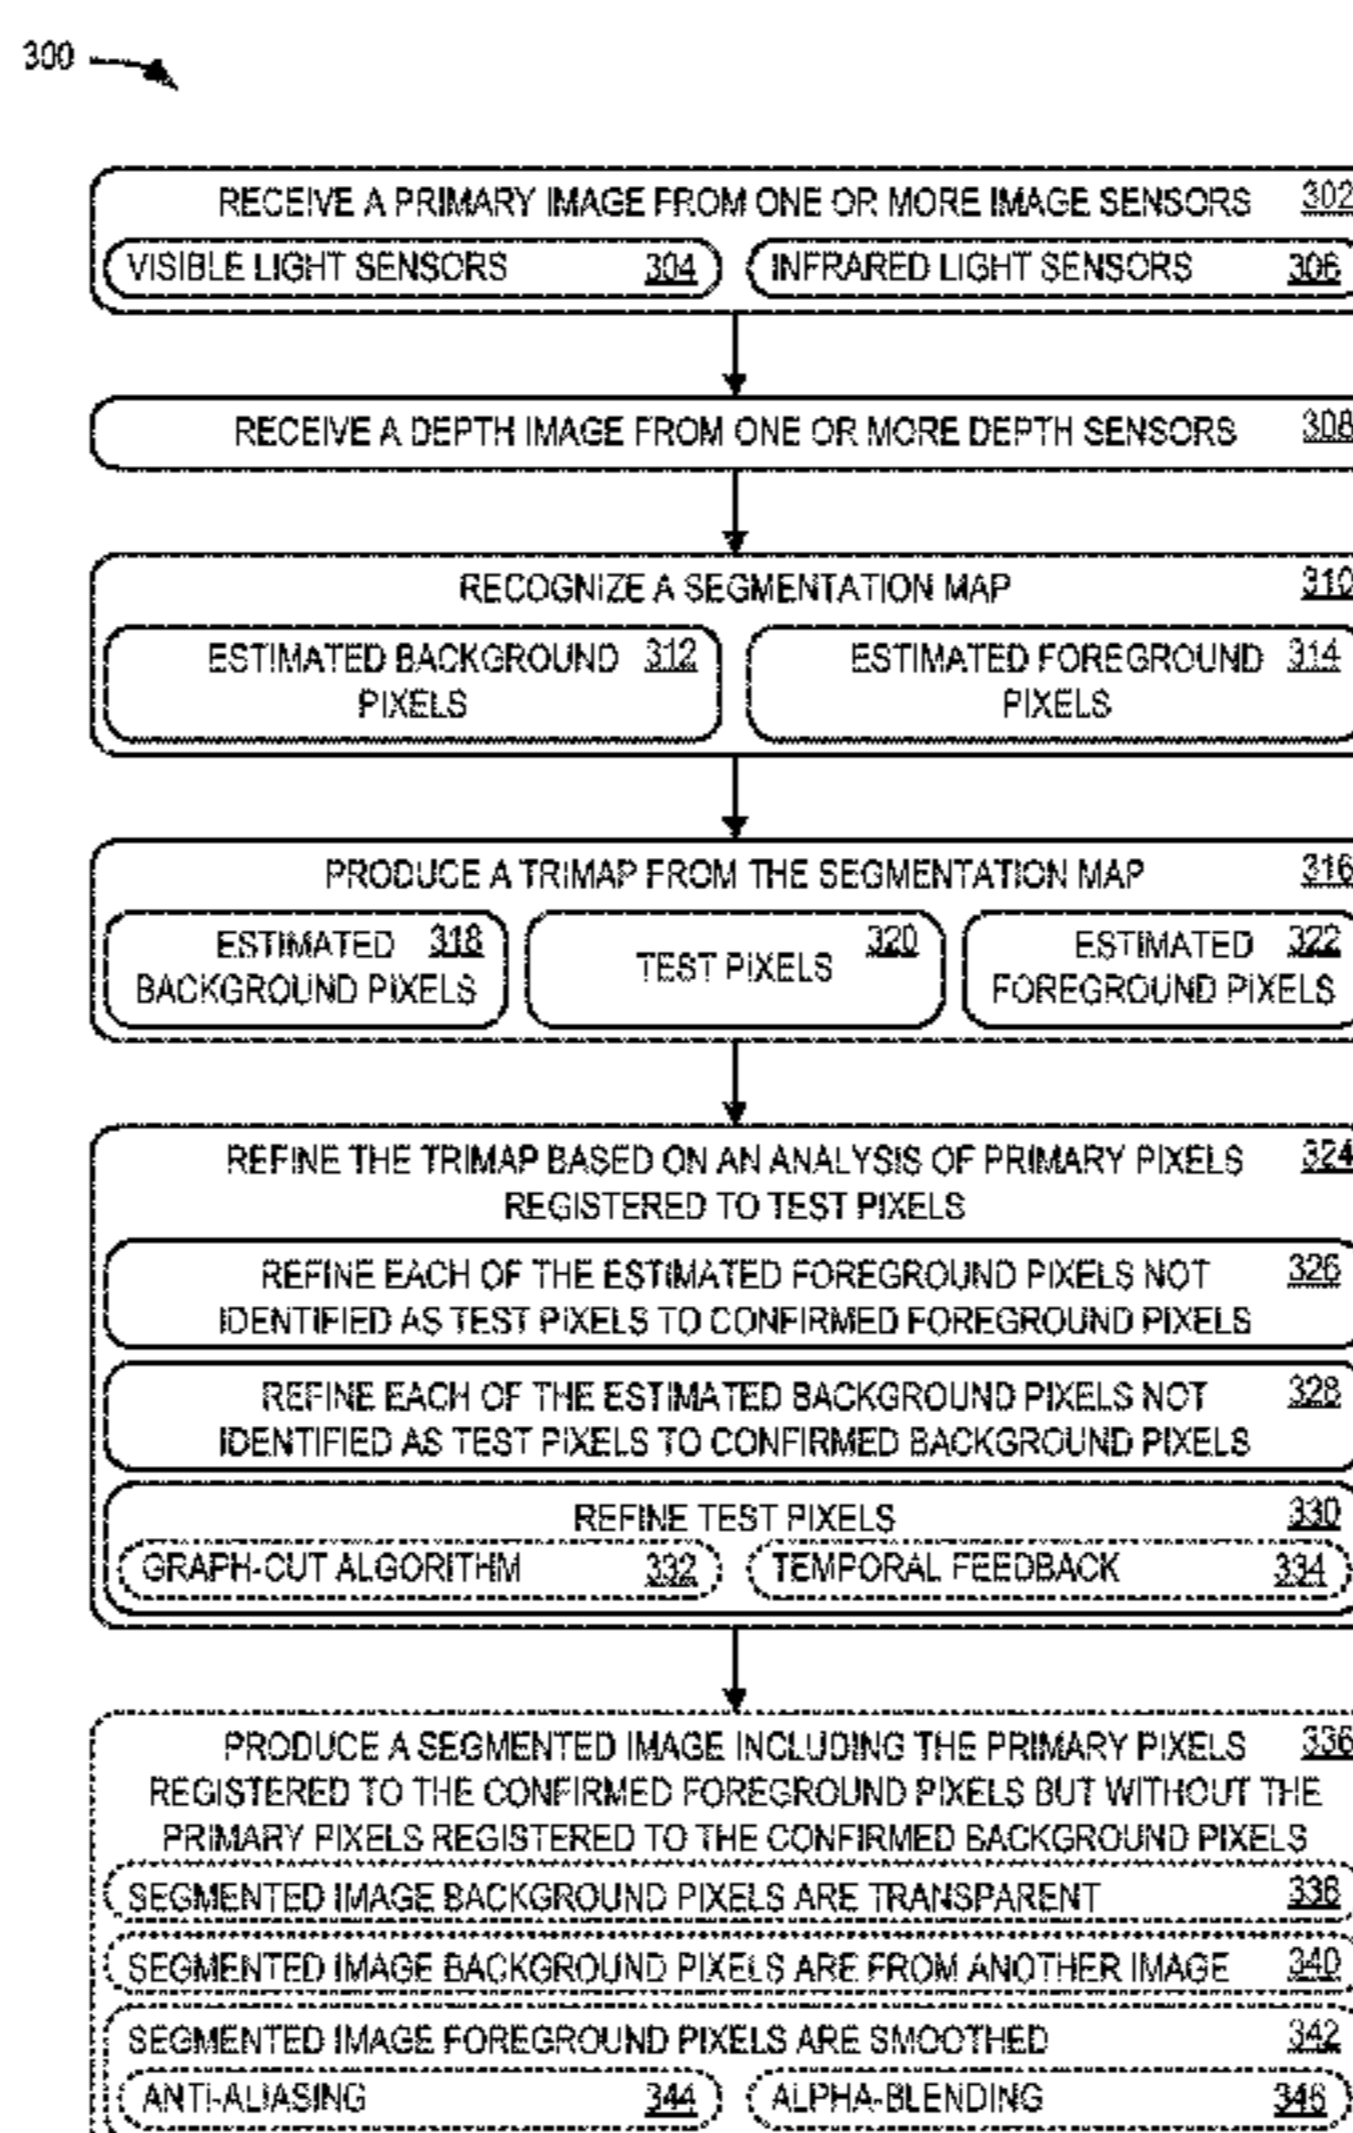 300
RECEIVE A PRIMARY IMAGE FROM ONE OR MORE IMAGE SENSORS 302
VISIBLE LIGHT SENSORS 304 INFRARED LIGHT SENSORS 306
RECEIVE A DEPTH IMAGE FROM ONE OR MORE DEPTH SENSORS 308
RECOGNIZE A SEGMENTATION MAP 310
ESTIMATED BACKGROUND 312
PIXELS
ESTIMATED FOREGROUND 314
PIXELS
PRODUCE A TRIMAP FROM THE SEGMENTATION MAP 316
ESTIMATED 318
BACKGROUND PIXELS
TEST PIXELS 320
ESTIMATED 322
FOREGROUND PIXELS
REFINE THE TRIMAP BASED ON AN ANALYSIS OF PRIMARY PIXELS 324
REGISTERED TO TEST PIXELS
REFINE EACH OF THE ESTIMATED FOREGROUND PIXELS NOT 326
IDENTIFIED AS TEST PIXELS TO CONFIRMED FOREGROUND PIXELS
REFINE EACH OF THE ESTIMATED BACKGROUND PIXELS NOT 328
IDENTIFIED AS TEST PIXELS TO CONFIRMED BACKGROUND PIXELS
REFINE TEST PIXELS 330
GRAPH-CUT ALGORITHM 332 TEMPORAL FEEDBACK 334
PRODUCE A SEGMENTED IMAGE INCLUDING THE PRIMARY PIXELS 336
REGISTERED TO THE CONFIRMED FOREGROUND PIXELS BUT WITHOUT THE
PRIMARY PIXELS REGISTERED TO THE CONFIRMED BACKGROUND PIXELS
SEGMENTED IMAGE BACKGROUND PIXELS ARE TRANSPARENT 338
SEGMENTED IMAGE BACKGROUND PIXELS ARE FROM ANOTHER IMAGE 340
SEGMENTED IMAGE FOREGROUND PIXELS ARE SMOOTHED 342
ANTI-ALIASING 344 ALPHA-BLENDING 346